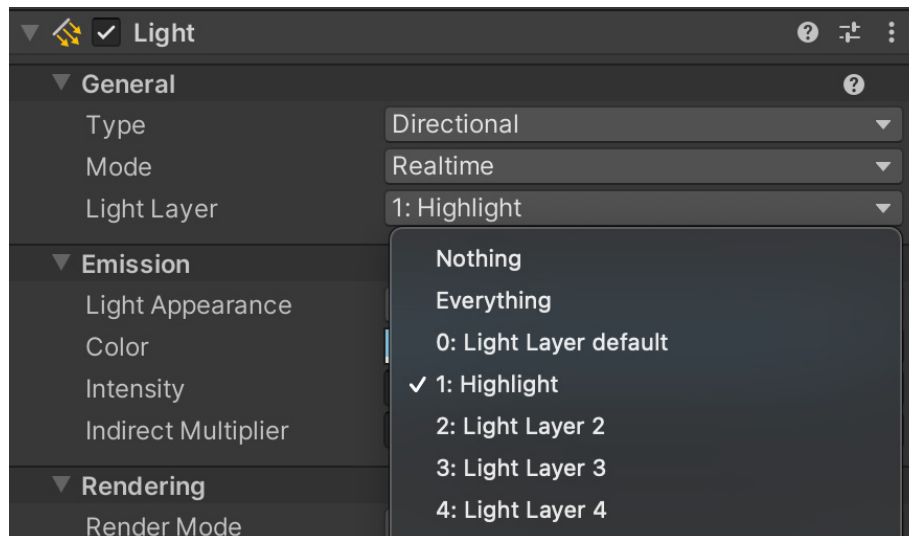 Light
General
Type Directional
Mode Realtime
Light Layer 1: Highlight
Nothing
Emission
Everything
Light Appearance
0: Light Layer default
Color
✓ 1: Highlight
Intensity
2: Light Layer 2
Indirect Multiplier
3: Light Layer 3
Rendering
4: Light Layer 4
Render Mode